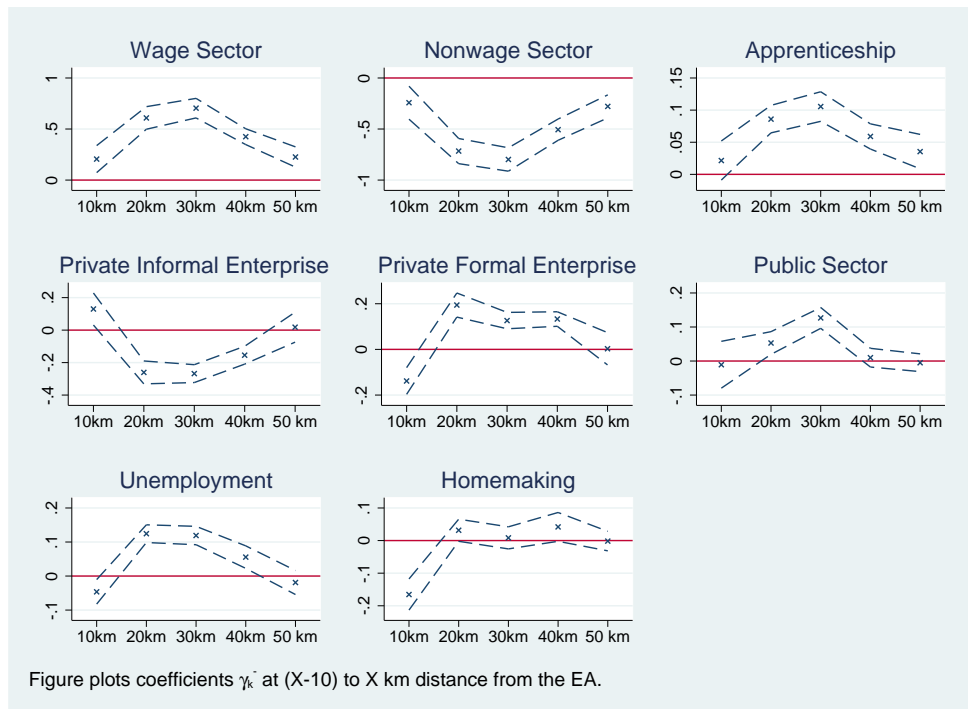 Wage Sector
0 .5 1
10km 20km 30km 40km 50 km
Nonwage Sector
-1 -.5 0
10km 20km 30km 40km 50 km
Apprenticeship
0 .05 .1 .15
10km 20km 30km 40km 50 km
Private Informal Enterprise
-.4 -.2 0 .2
10km 20km 30km 40km 50 km
Private Formal Enterprise
-.2 0 .2
10km 20km 30km 40km 50 km
Public Sector
-.1 0 .1 .2
10km 20km 30km 40km 50 km
Unemployment
-.1 0 .1 .2
10km 20km 30km 40km 50 km
Homemaking
-.2 -.1 0 .1
10km 20km 30km 40km 50 km
Figure plots coefficients γₖ⁻ at (X-10) to X km distance from the EA.